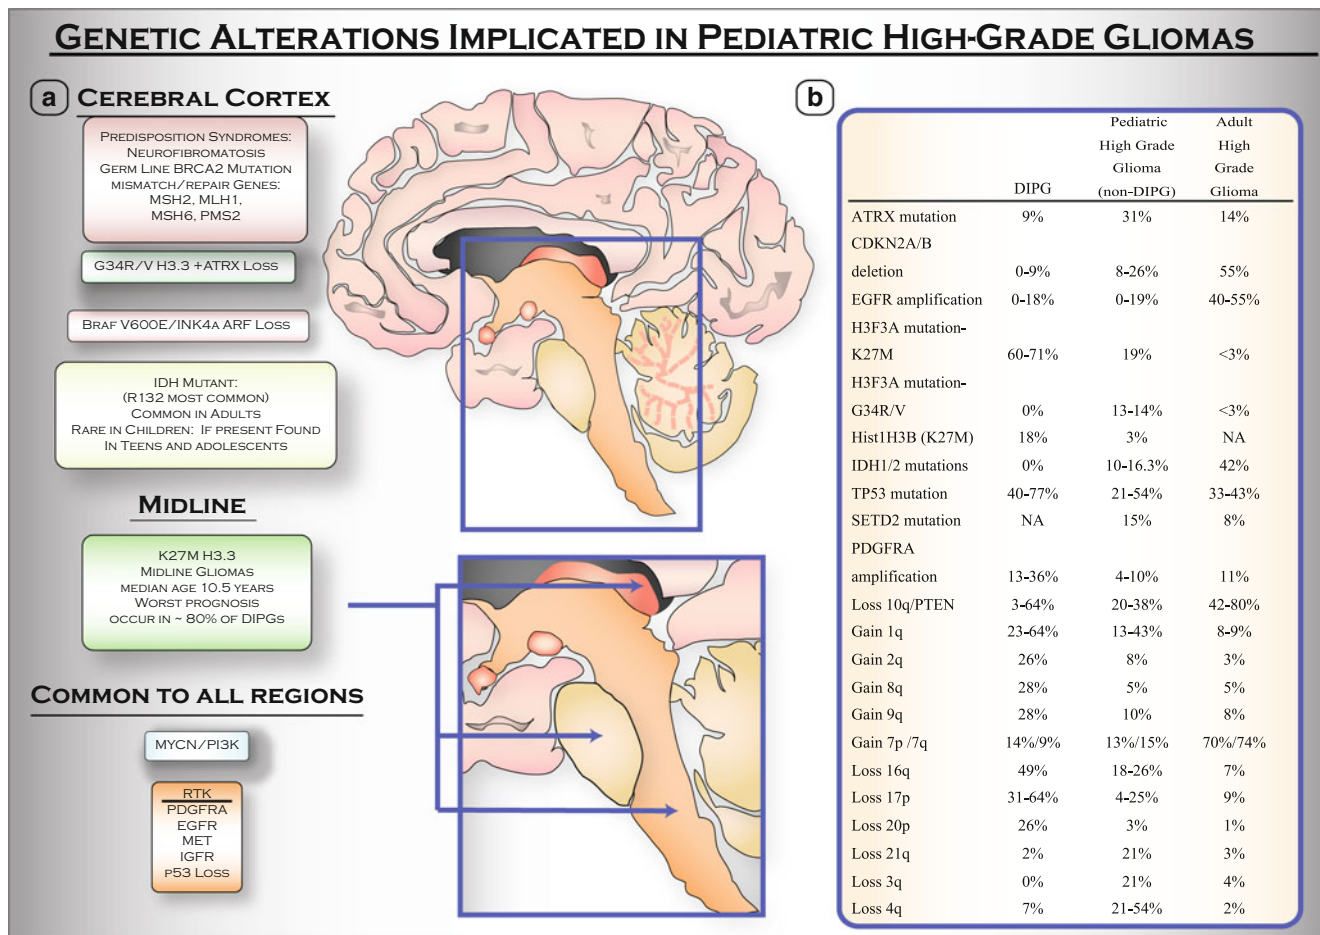 GENETIC ALTERATIONS IMPLICATED IN PEDIATRIC HIGH-GRADE GLIOMAS
a CEREBRAL CORTEX
PREDISPOSITION SYNDROMES:
NEUROFIBROMATOSIS
GERM LINE BRCA2 MUTATION
MISMATCH/REPAIR GENES:
MSH2, MLH1,
MSH6, PMS2
G34R/V H3.3 +ATRX LOSS
BRAF V600E/INK4A ARF LOSS
IDH MUTANT:
(R132 MOST COMMON)
COMMON IN ADULTS
RARE IN CHILDREN: IF PRESENT FOUND
IN TEENS AND ADOLESCENTS
MIDLINE
K27M H3.3
MIDLINE GLIOMAS
MEDIAN AGE 10.5 YEARS
WORST PROGNOSIS
OCCUR IN ~ 80% OF DIPGS
COMMON TO ALL REGIONS
MYCN/PI3K
RTK
PDGFRA
EGFR
MET
IGFR
P53 LOSS
b
Pediatric Adult
High Grade High
Glioma Grade
DIPG (non-DIPG) Glioma
ATRX mutation 9% 31% 14%
CDKN2A/B
deletion 0-9% 8-26% 55%
EGFR amplification 0-18% 0-19% 40-55%
H3F3A mutation-
K27M 60-71% 19% <3%
H3F3A mutation-
G34R/V 0% 13-14% <3%
Hist1H3B (K27M) 18% 3% NA
IDH1/2 mutations 0% 10-16.3% 42%
TP53 mutation 40-77% 21-54% 33-43%
SETD2 mutation NA 15% 8%
PDGFRA
amplification 13-36% 4-10% 11%
Loss 10q/PTEN 3-64% 20-38% 42-80%
Gain 1q 23-64% 13-43% 8-9%
Gain 2q 26% 8% 3%
Gain 8q 28% 5% 5%
Gain 9q 28% 10% 8%
Gain 7p /7q 14%/9% 13%/15% 70%/74%
Loss 16q 49% 18-26% 7%
Loss 17p 31-64% 4-25% 9%
Loss 20p 26% 3% 1%
Loss 21q 2% 21% 3%
Loss 3q 0% 21% 4%
Loss 4q 7% 21-54% 2%